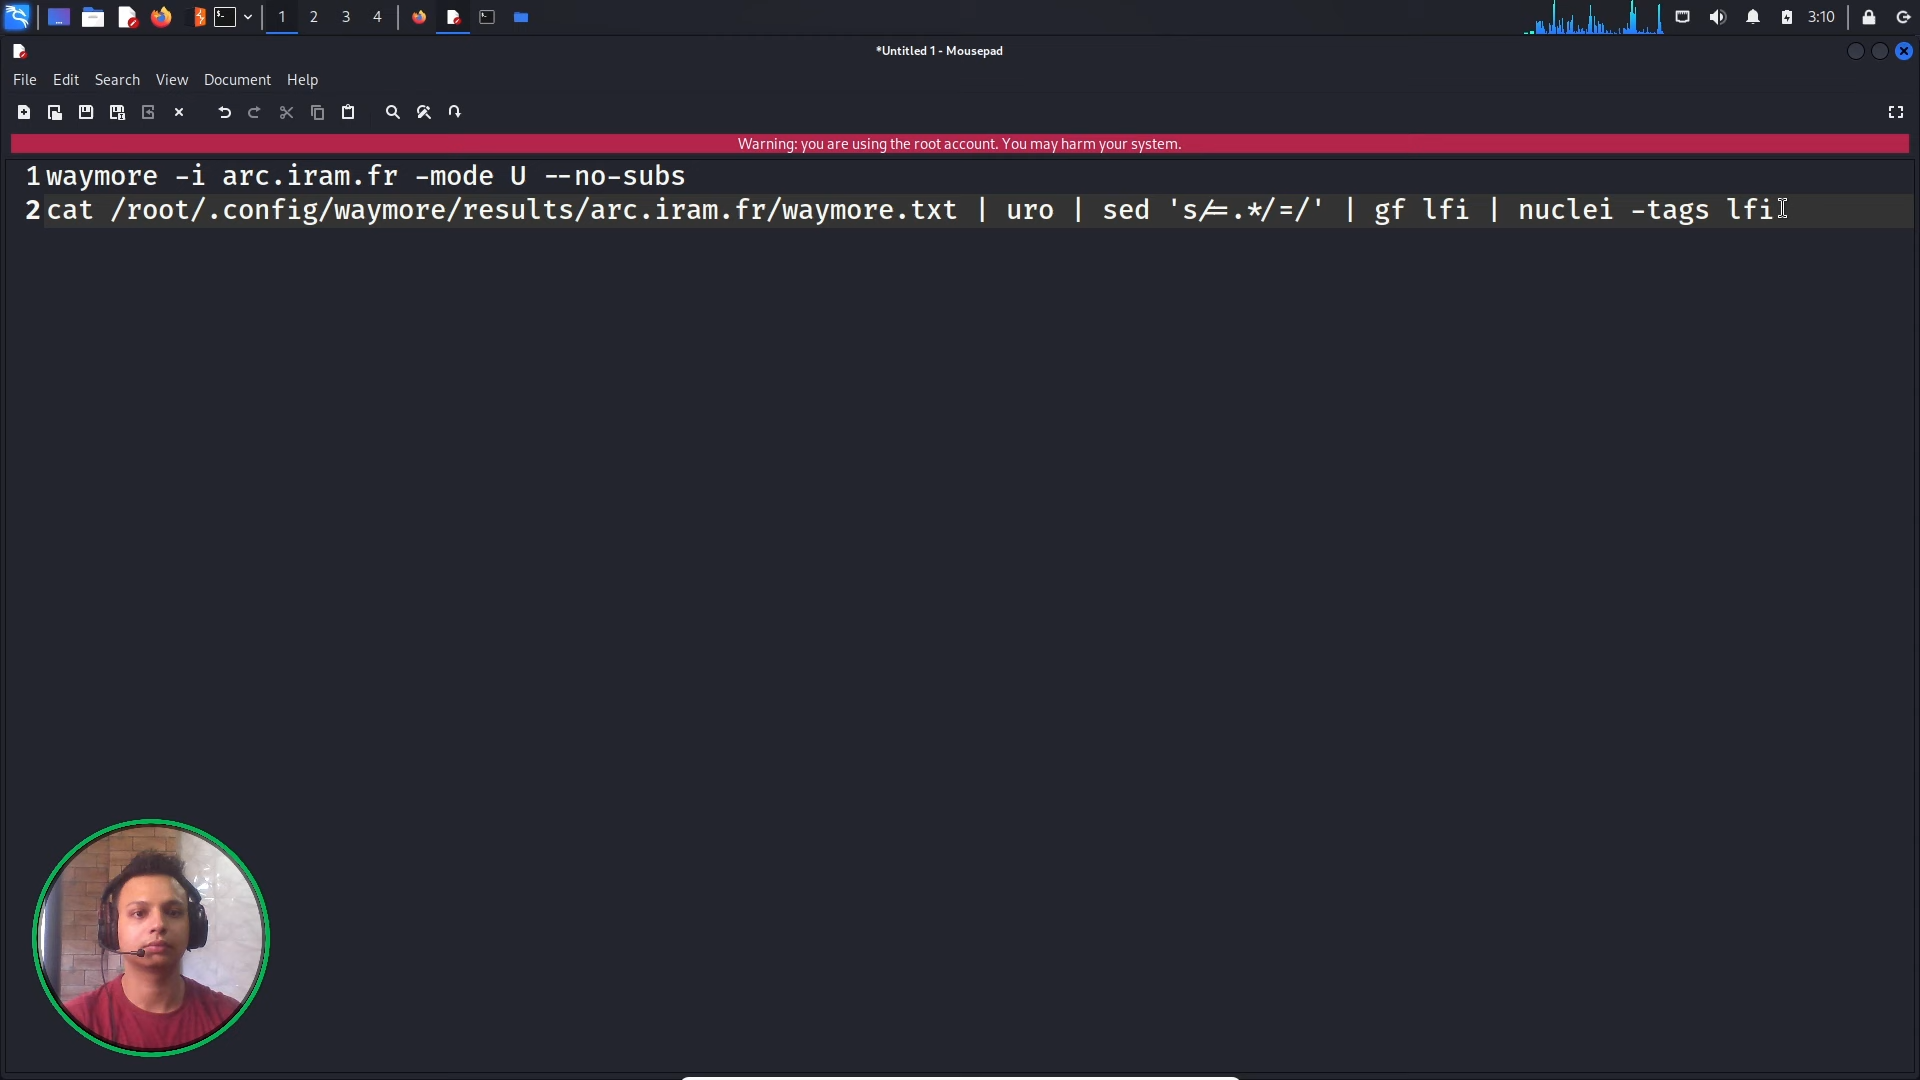 1 2 3 4 3:10
*Untitled 1 - Mousepad
File Edit Search View Document Help
Warning: you are using the root account. You may harm your system.
1 waymore -i arc.iram.fr -mode U --no-subs
2 cat /root/.config/waymore/results/arc.iram.fr/waymore.txt | uro | sed 's/=.*/=/' | gf lfi | nuclei -tags lfi